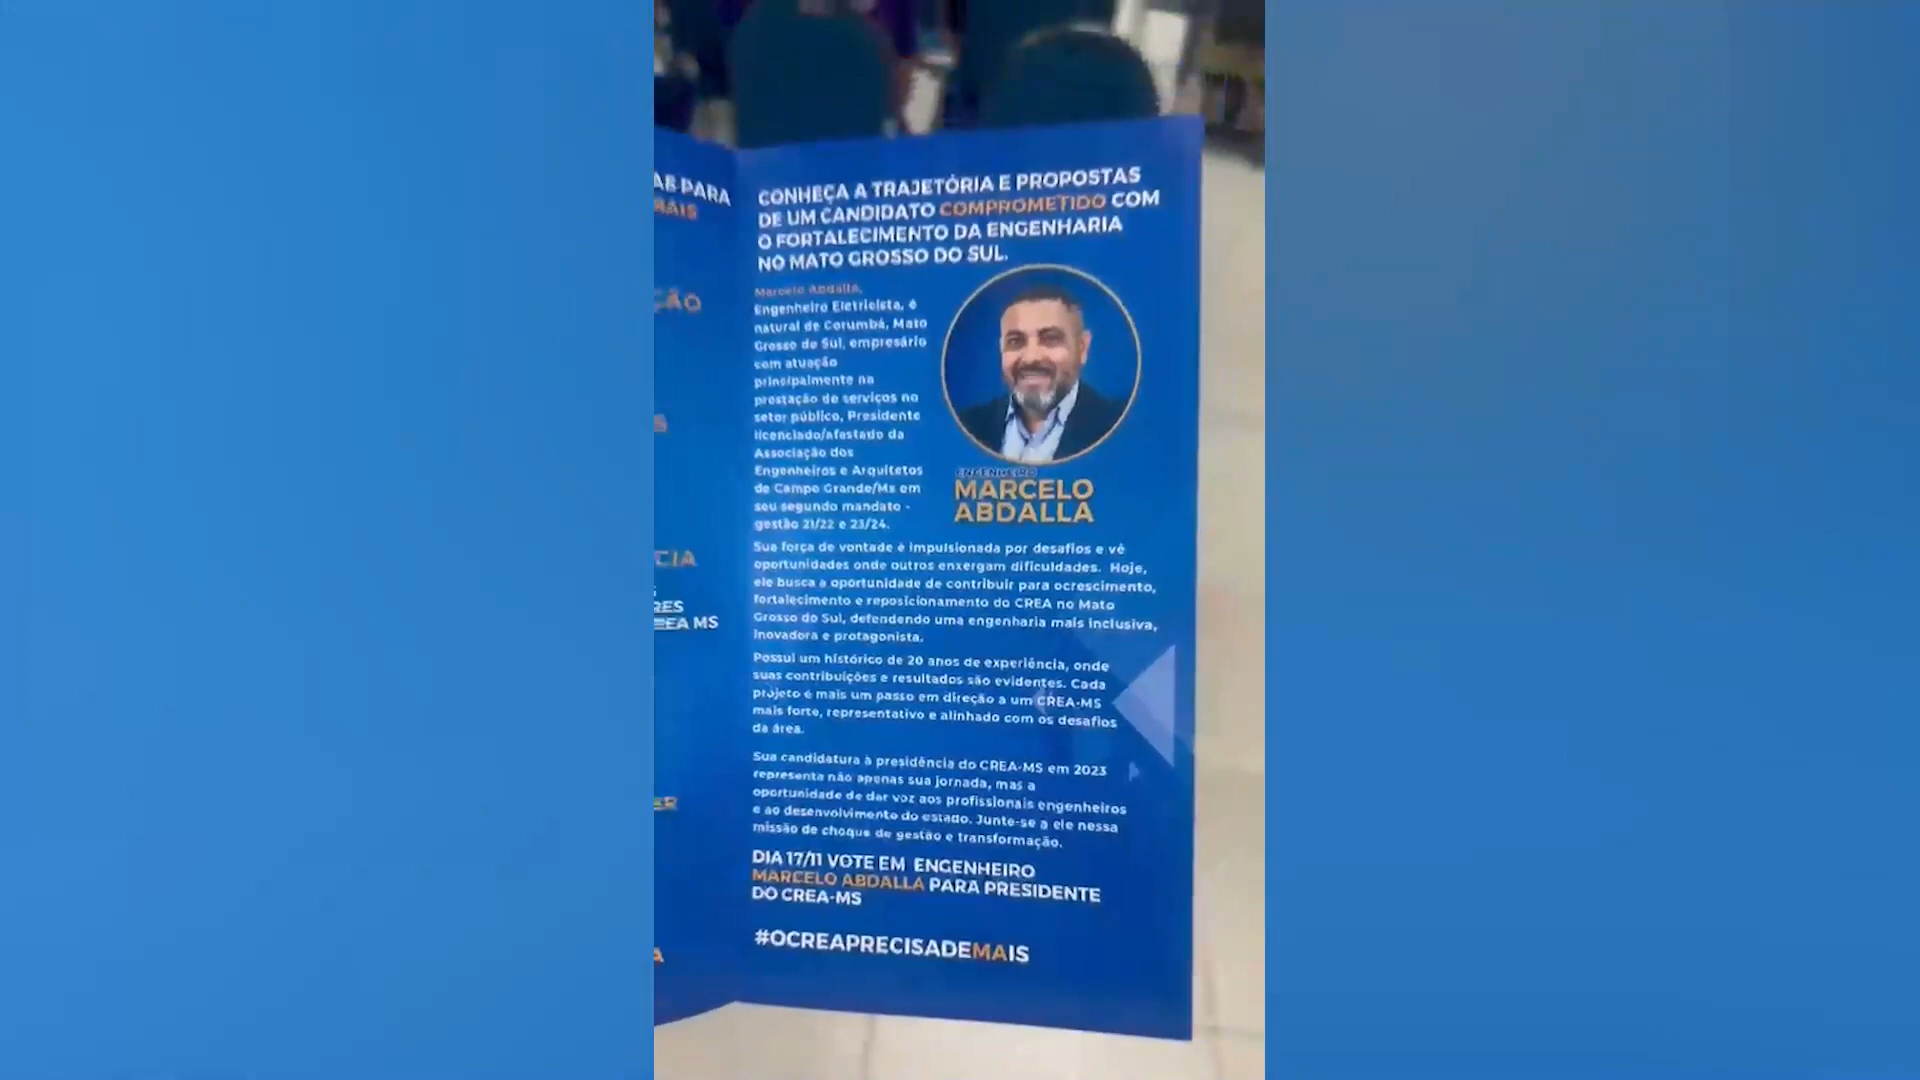 AS PARA
MAIS
ÇÃO
S
CIA
RES
EA MS
ER
A
CONHEÇA A TRAJETÓRIA E PROPOSTAS
DE UM CANDIDATO COMPROMETIDO COM
O FORTALECIMENTO DA ENGENHARIA
NO MATO GROSSO DO SUL.
Marcelo Abdalla,
Engenheiro Eletricista, é
natural de Corumbá, Mato
Grosso do Sul, empresário
com atuação
principalmente na
prestação de serviços no
setor público, Presidente
licenciado/afastado da
Associação dos
Engenheiros e Arquitetos
de Campo Grande/Ms em
seu segundo mandato -
gestão 21/22 e 23/24.
ENGENHEIRO
MARCELO
ABDALLA
Sua força de vontade é impulsionada por desafios e vê
oportunidades onde outros enxergam dificuldades. Hoje,
ele busca a oportunidade de contribuir para ocrescimento,
fortalecimento e reposicionamento do CREA no Mato
Grosso do Sul, defendendo uma engenharia mais inclusiva,
inovadora e protagonista.
Possui um histórico de 20 anos de experiência, onde
suas contribuições e resultados são evidentes. Cada
projeto é mais um passo em direção a um CREA-MS
mais forte, representativo e alinhado com os desafios
da área.
Sua candidatura à presidência do CREA-MS em 2023
representa não apenas sua jornada, mas a
oportunidade de dar voz aos profissionais engenheiros
e ao desenvolvimento do estado. Junte-se a ele nessa
missão de choque de gestão e transformação.
DIA 17/11 VOTE EM ENGENHEIRO
MARCELO ABDALLA PARA PRESIDENTE
DO CREA-MS
#OCREAPRECISADEMAIS